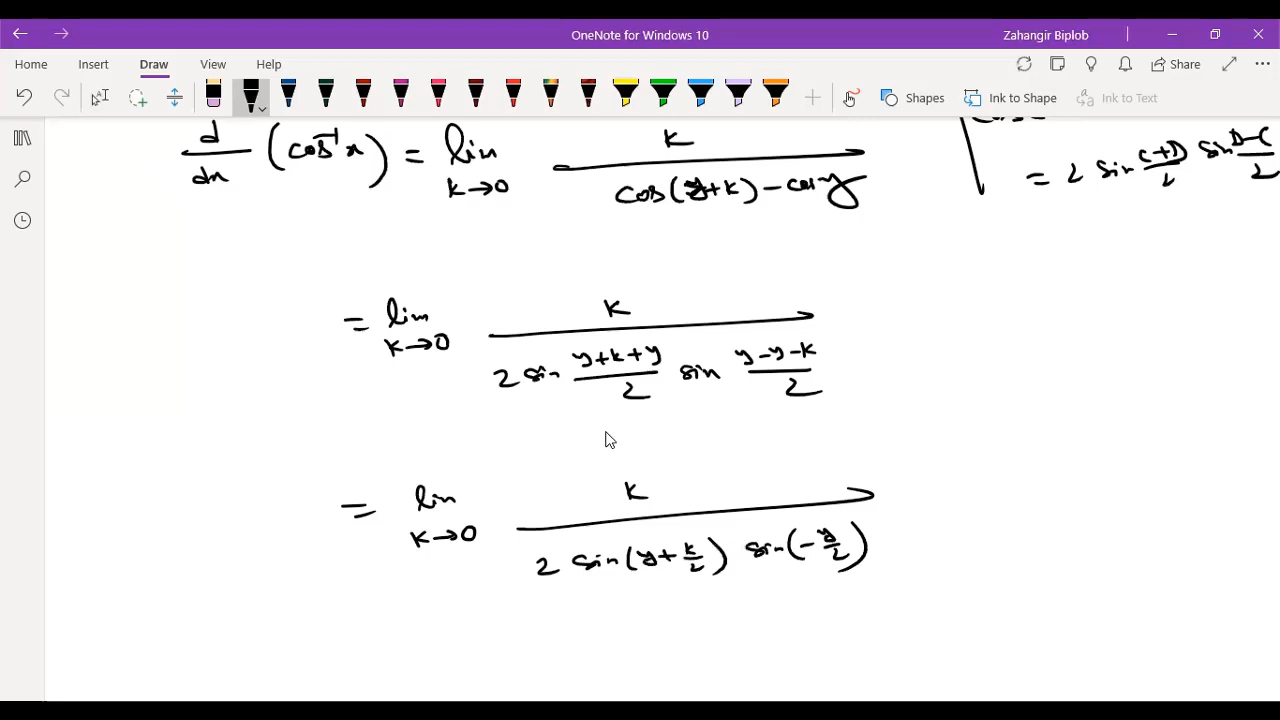 OneNote for Windows 10
Zahangir Biplob
Home Insert Draw View Help
Share
Shapes Ink to Shape Ink to Text
d/dx (cos⁻¹x) = lim k→0 k / cos(y+k) - cos y
= 2 sin C+D/2 sin D-C/2
= lim k→0 k / 2 sin y+k+y/2 sin y-y-k/2
= lim k→0 k / 2 sin(y+k/2) sin(-y/2)